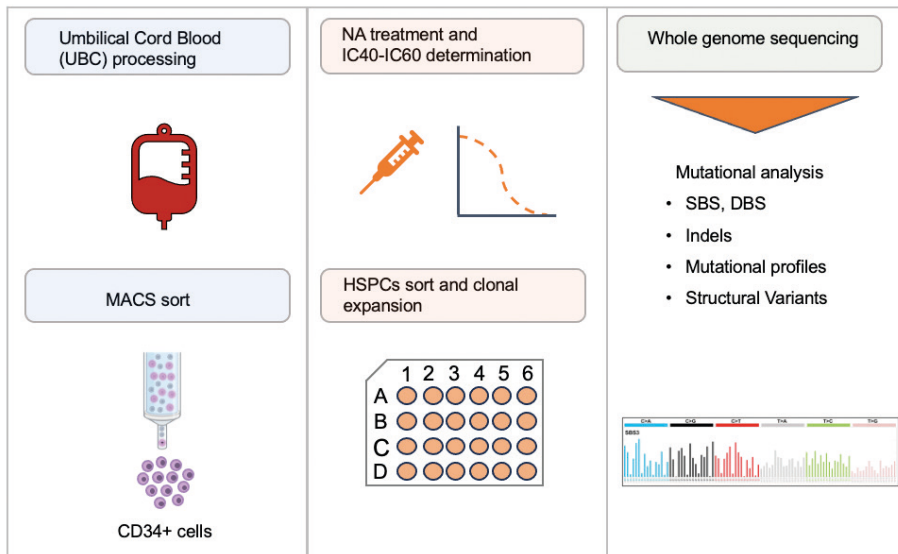 Umbilical Cord Blood
(UBC) processing
MACS sort
CD34+ cells
NA treatment and
IC40-IC60 determination
HSPCs sort and clonal
expansion
1 2 3 4 5 6
A
B
C
D
Whole genome sequencing
Mutational analysis
• SBS, DBS
• Indels
• Mutational profiles
• Structural Variants
C>A C>G C>T T>A T>C T>G
SBS3